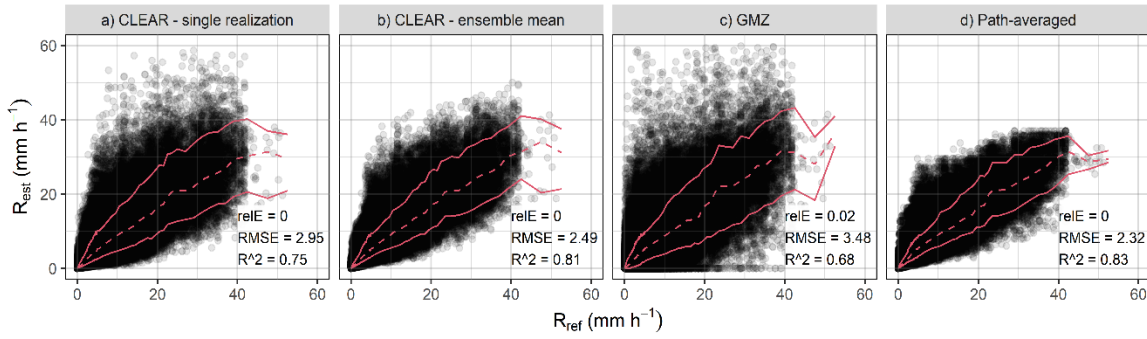 a) CLEAR - single realization
b) CLEAR - ensemble mean
c) GMZ
d) Path-averaged
60
40
20
0
R_est (mm h⁻¹)
relE = 0
RMSE = 2.95
R^2 = 0.75
relE = 0
RMSE = 2.49
R^2 = 0.81
relE = 0.02
RMSE = 3.48
R^2 = 0.68
relE = 0
RMSE = 2.32
R^2 = 0.83
0 20 40 60
0 20 40 60
0 20 40 60
0 20 40 60
R_ref (mm h⁻¹)